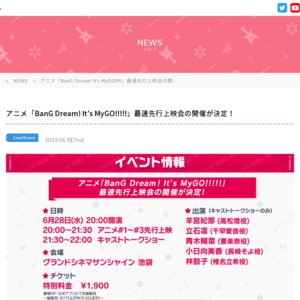 NEWS
» NEWS » アニメ「BanG Dream! It's MyGO!!!!!」最速先行上映会の開
アニメ「BanG Dream! It's MyGO!!!!!」最速先行上映会の開催が決定！
Live/Event
2023.06.15[Thu]
イベント情報
アニメ「BanG Dream! It's MyGO!!!!!」
最速先行上映会の開催が決定!
◆日時
6月28日(水) 20:00開演
20:00〜21:30 アニメ#1〜#3先行上映
21:30〜22:00 キャストトークショー
◆会場
グランドシネマサンシャイン 池袋
◆チケット
特別料金 ¥1,900
◆出演(キャストトークショーのみ)
羊宮妃那(高松燈役)
立石凛(千早愛音役)
青木陽菜(要楽奈役)
小日向美香(長崎そよ役)
林鼓子(椎名立希役)